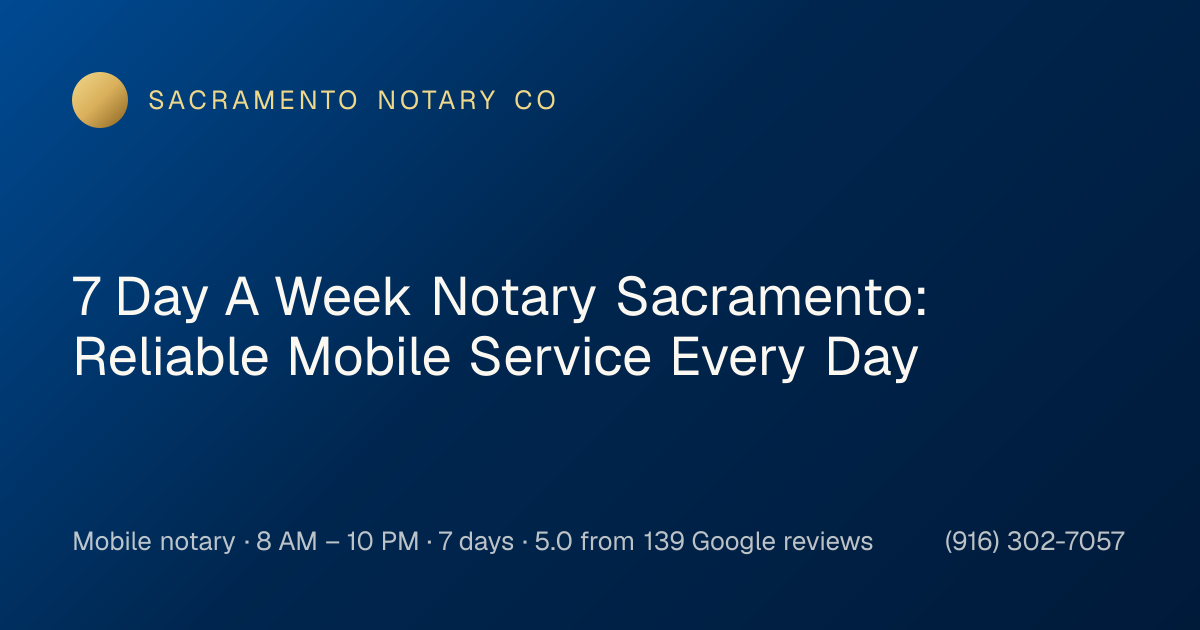 SACRAMENTO NOTARY CO
7 Day A Week Notary Sacramento:
Reliable Mobile Service Every Day
Mobile notary · 8 AM – 10 PM · 7 days · 5.0 from 139 Google reviews (916) 302-7057